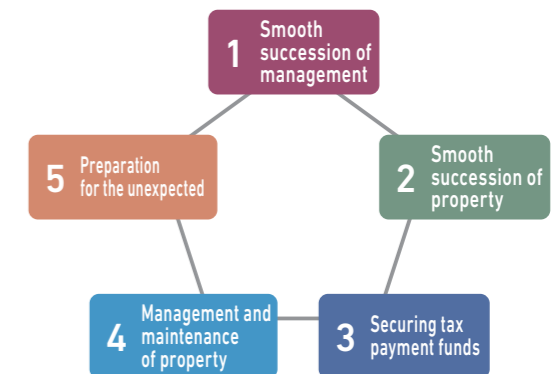 1
Smooth
succession of
management
2
Smooth
succession of
property
3
Securing tax
payment funds
4
Management and
maintenance
of property
5
Preparation
for the unexpected